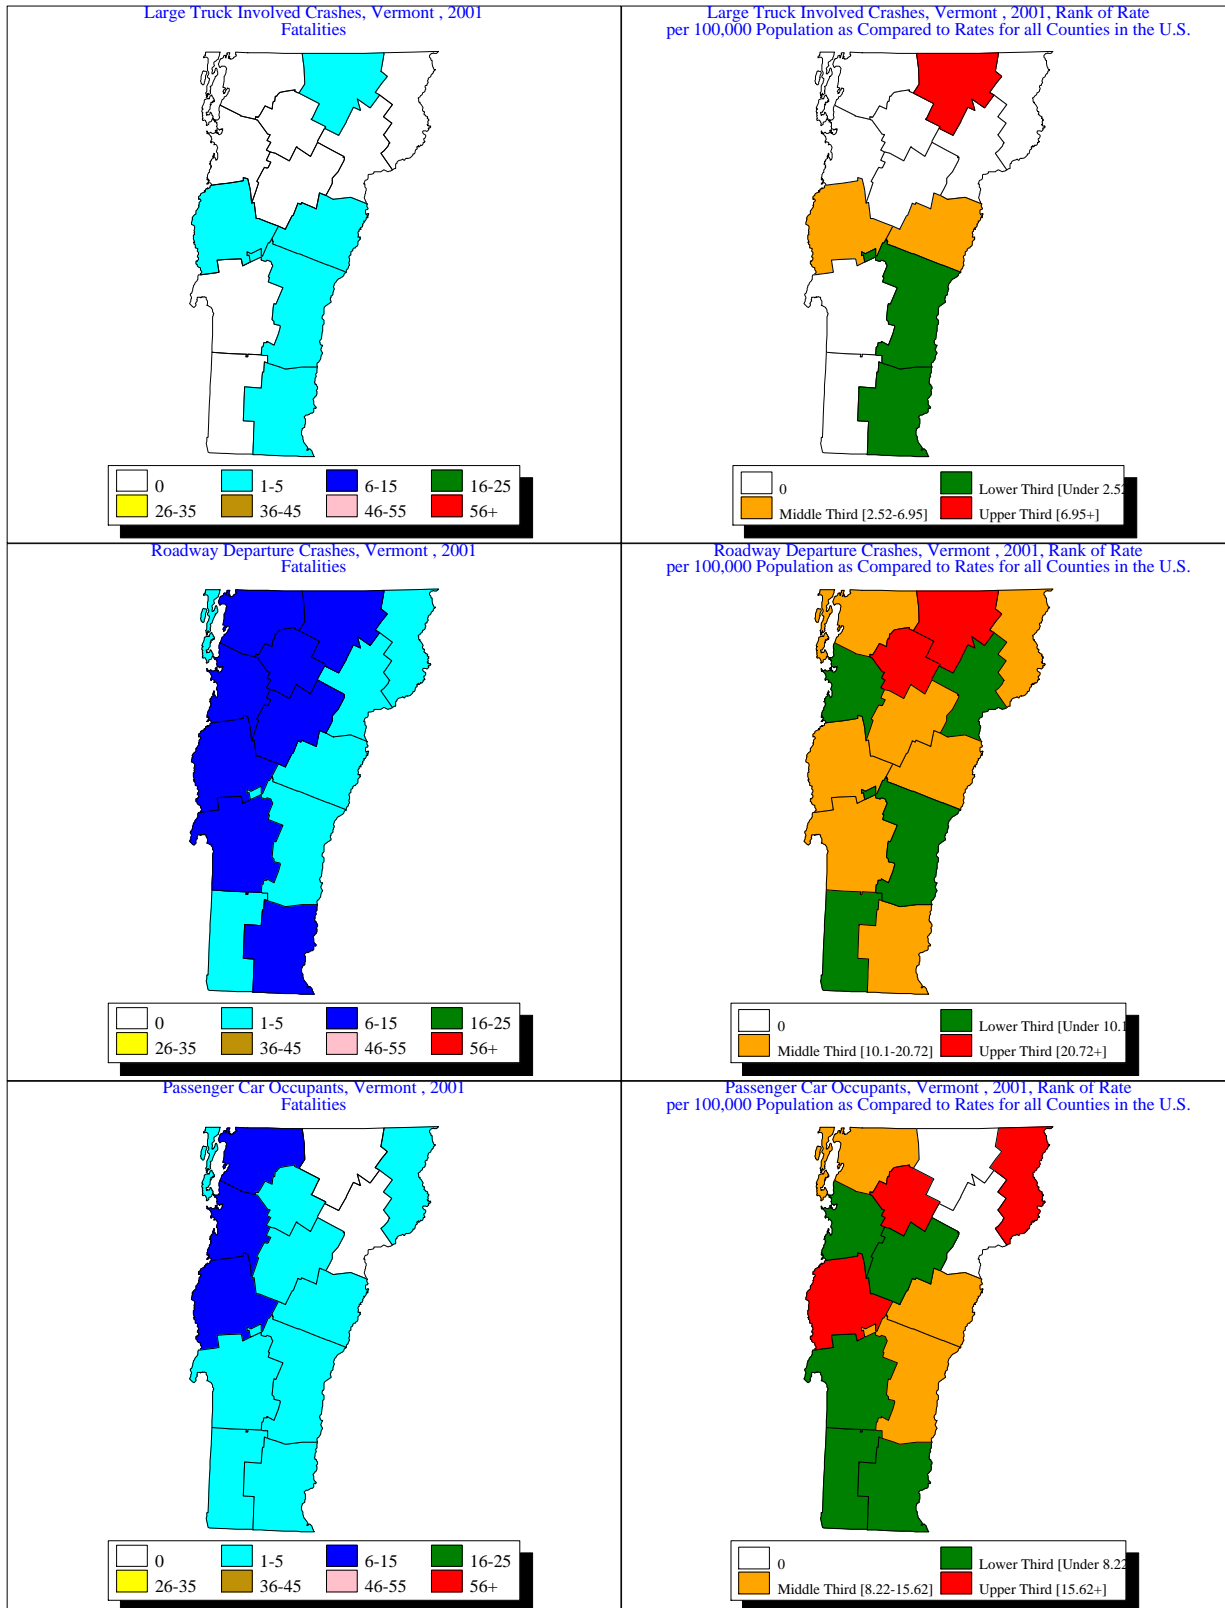 Large Truck Involved Crashes, Vermont , 2001
Fatalities
0
1-5
6-15
16-25
26-35
36-45
46-55
56+
Large Truck Involved Crashes, Vermont , 2001, Rank of Rate
per 100,000 Population as Compared to Rates for all Counties in the U.S.
0
Lower Third [Under 2.52
Middle Third [2.52-6.95]
Upper Third [6.95+]
Roadway Departure Crashes, Vermont , 2001
Fatalities
0
1-5
6-15
16-25
26-35
36-45
46-55
56+
Roadway Departure Crashes, Vermont , 2001, Rank of Rate
per 100,000 Population as Compared to Rates for all Counties in the U.S.
0
Lower Third [Under 10.1
Middle Third [10.1-20.72]
Upper Third [20.72+]
Passenger Car Occupants, Vermont , 2001
Fatalities
0
1-5
6-15
16-25
26-35
36-45
46-55
56+
Passenger Car Occupants, Vermont , 2001, Rank of Rate
per 100,000 Population as Compared to Rates for all Counties in the U.S.
0
Lower Third [Under 8.22
Middle Third [8.22-15.62]
Upper Third [15.62+]